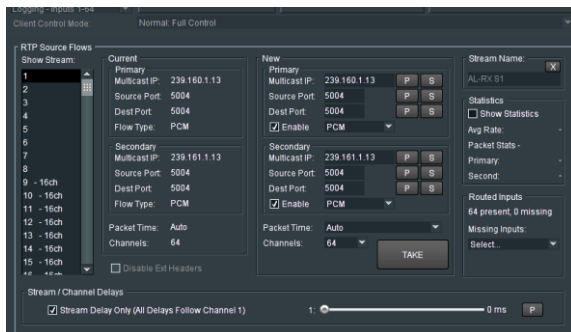 Logging - Inputs 1-64
Client Control Mode: Normal: Full Control
RTP Source Flows
Show Stream:
1
2
3
4
5
6
7
8
9 - 16ch
10 - 16ch
11 - 16ch
12 - 16ch
13 - 16ch
14 - 16ch
15 - 16ch
16 - 16ch
Current
Primary
Multicast IP: 239.160.1.13
Source Port: 5004
Dest Port: 5004
Flow Type: PCM
Secondary
Multicast IP: 239.161.1.13
Source Port: 5004
Dest Port: 5004
Flow Type: PCM
Packet Time: Auto
Channels: 64
Disable Ext Headers
New
Primary
Multicast IP: 239.160.1.13 P S
Source Port: 5004 P S
Dest Port: 5004 P S
Enable PCM
Secondary
Multicast IP: 239.161.1.13 P S
Source Port: 5004 P S
Dest Port: 5004 P S
Enable PCM
Packet Time: Auto
Channels: 64
TAKE
Stream Name:
X
AL-RX S1
Statistics
Show Statistics
Avg Rate: -
Packet Stats -
Primary: -
Second: -
Routed Inputs
64 present, 0 missing
Missing Inputs:
Select...
Stream / Channel Delays
Stream Delay Only (All Delays Follow Channel 1) 1: 0 ms P